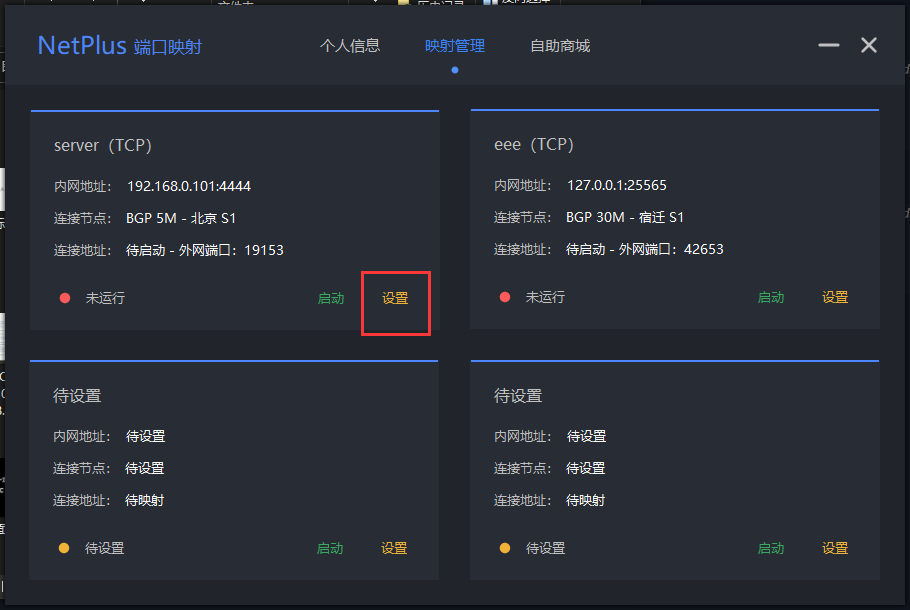 NetPlus 端口映射
个人信息 映射管理 自助商城
server（TCP）
内网地址： 192.168.0.101:4444
连接节点： BGP 5M - 北京 S1
连接地址： 待启动 - 外网端口：19153
未运行 启动 设置
eee（TCP）
内网地址： 127.0.0.1:25565
连接节点： BGP 30M - 宿迁 S1
连接地址： 待启动 - 外网端口：42653
未运行 启动 设置
待设置
内网地址： 待设置
连接节点： 待设置
连接地址： 待映射
待设置 启动 设置
待设置
内网地址： 待设置
连接节点： 待设置
连接地址： 待映射
待设置 启动 设置